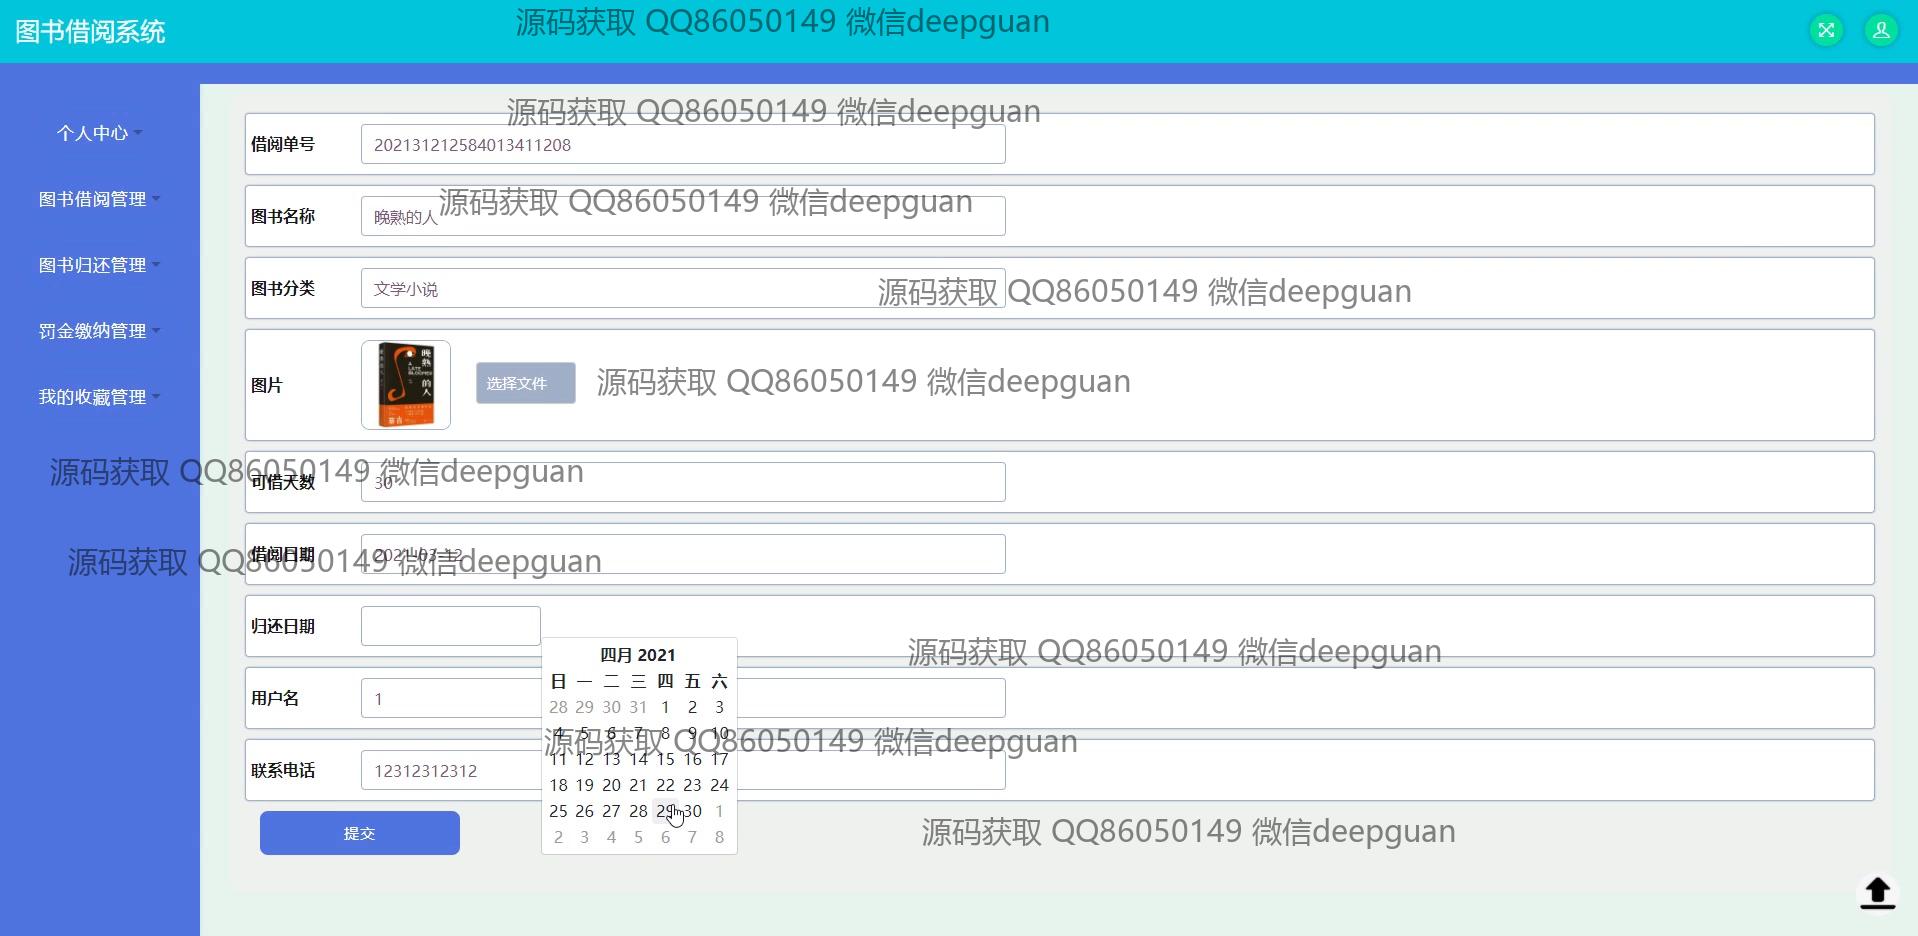 图书借阅系统
源码获取 QQ86050149 微信deepguan
个人中心
图书借阅管理
图书归还管理
罚金缴纳管理
我的收藏管理
源码获取 QQ86050149 微信deepguan
借阅单号
202131212584013411208
源码获取 QQ86050149 微信deepguan
图书名称
晚熟的人
图书分类
文学小说
源码获取 QQ86050149 微信deepguan
图片
晚熟的人
选择文件
源码获取 QQ86050149 微信deepguan
源码获取 QQ86050149 微信deepguan
可借天数
30
借阅日期
2021-03-12
源码获取 QQ86050149 微信deepguan
归还日期
源码获取 QQ86050149 微信deepguan
四月 2021
日 一 二 三 四 五 六
28 29 30 31 1 2 3
4 5 6 7 8 9 10
11 12 13 14 15 16 17
18 19 20 21 22 23 24
25 26 27 28 29 30 1
2 3 4 5 6 7 8
用户名
1
源码获取 QQ86050149 微信deepguan
联系电话
12312312312
提交
源码获取 QQ86050149 微信deepguan